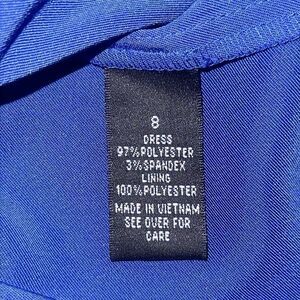 8
DRESS
97%POLYESTER
3%SPANDEX
LINING
100%POLYESTER
MADE IN VIETNAM
SEE OVER FOR
CARE